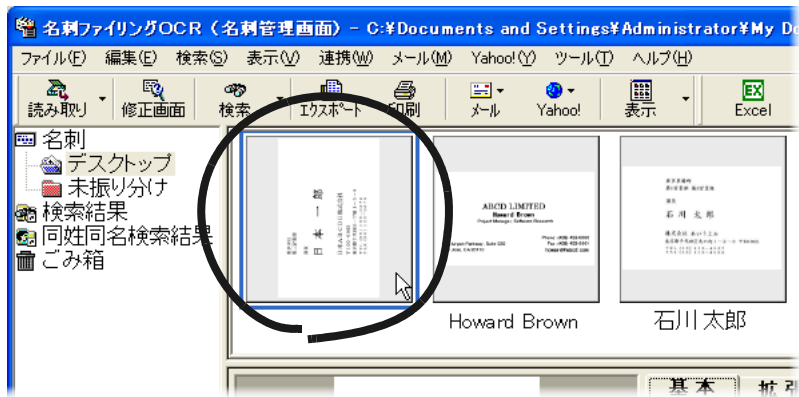 名刺ファイリングOCR（名刺管理画面）- C:¥Documents and Settings¥Administrator¥My Do
ファイル(F) 編集(E) 検索(S) 表示(V) 連携(W) メール(M) Yahoo!(Y) ツール(T) ヘルプ(H)
読み取り 修正画面 検索 エクスポート 印刷 メール Yahoo! 表示 Excel
名刺
デスクトップ
未振り分け
検索結果
同姓同名検索結果
ごみ箱
日本 一郎
ABCD LIMITED
Howard Brown
石川 太郎
Howard Brown
石川太郎
基本 拡張